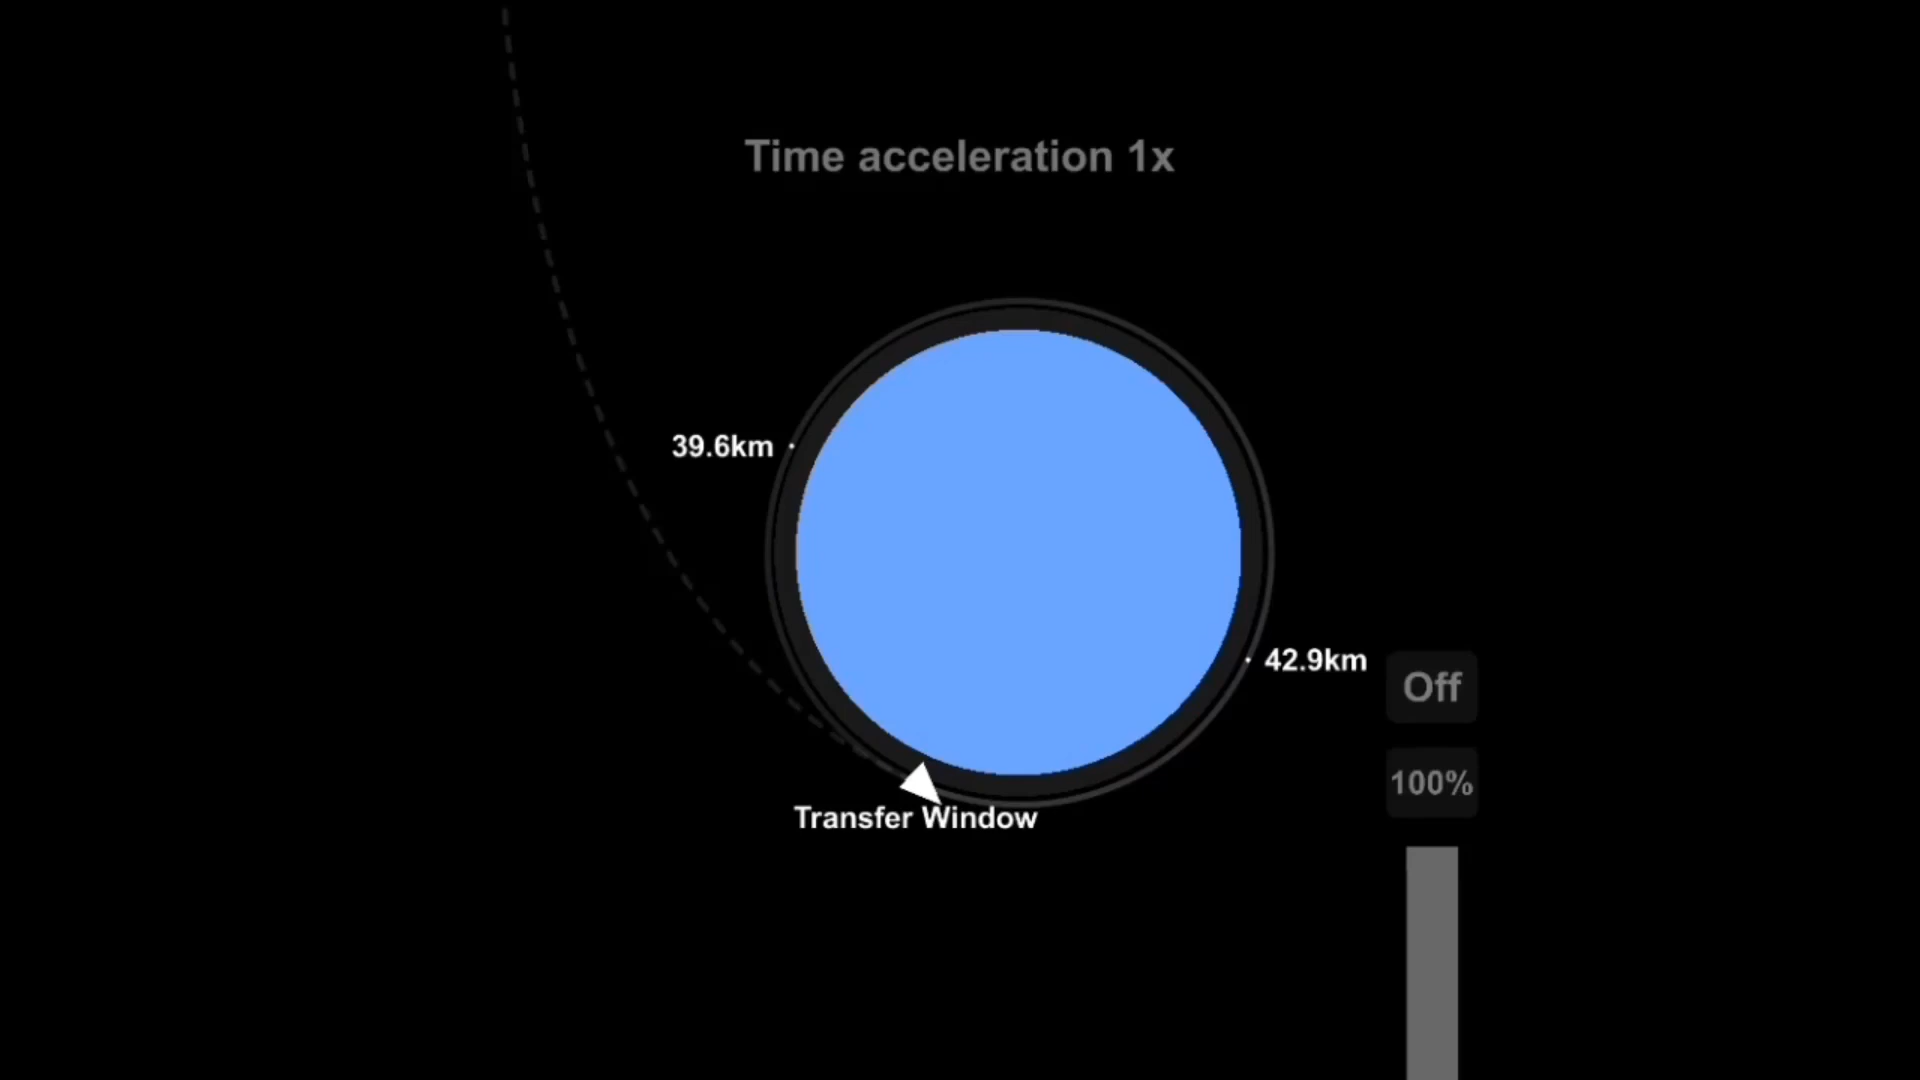 Time acceleration 1x
39.6km
42.9km
Off
100%
Transfer Window